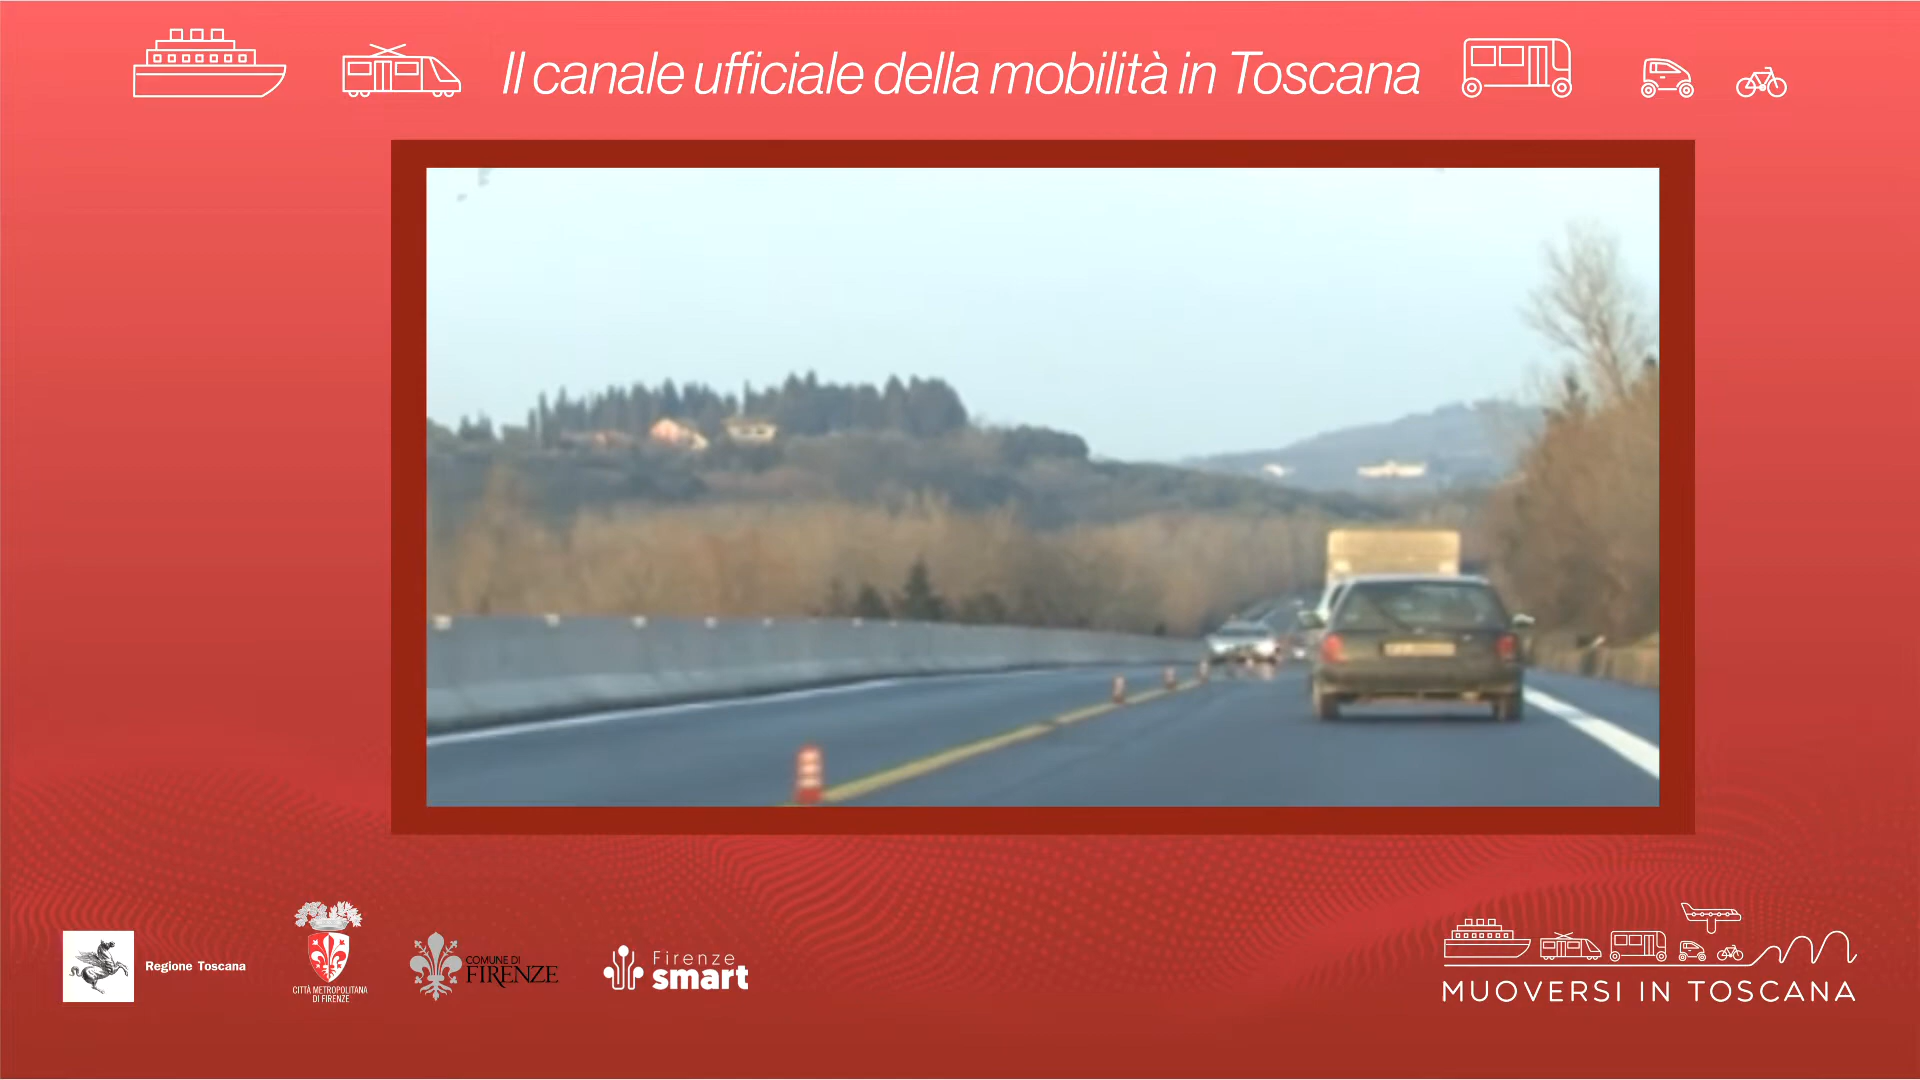 Il canale ufficiale della mobilità in Toscana
Regione Toscana
CITTÀ METROPOLITANA
DI FIRENZE
COMUNE DI
FIRENZE
Firenze
smart
MUOVERSI IN TOSCANA